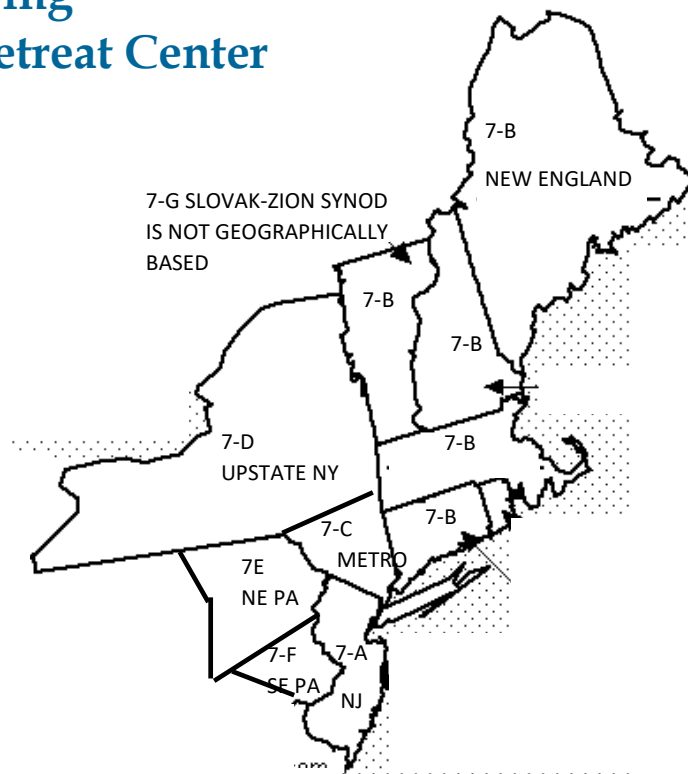 etreat Center
7-B
NEW ENGLAND
7-G SLOVAK-ZION SYNOD
IS NOT GEOGRAPHICALLY
BASED
7-B
7-B
7-D
UPSTATE NY
7-B
7-B
7-C
METRO
7E
NE PA
7-F
SE PA
7-A
NJ